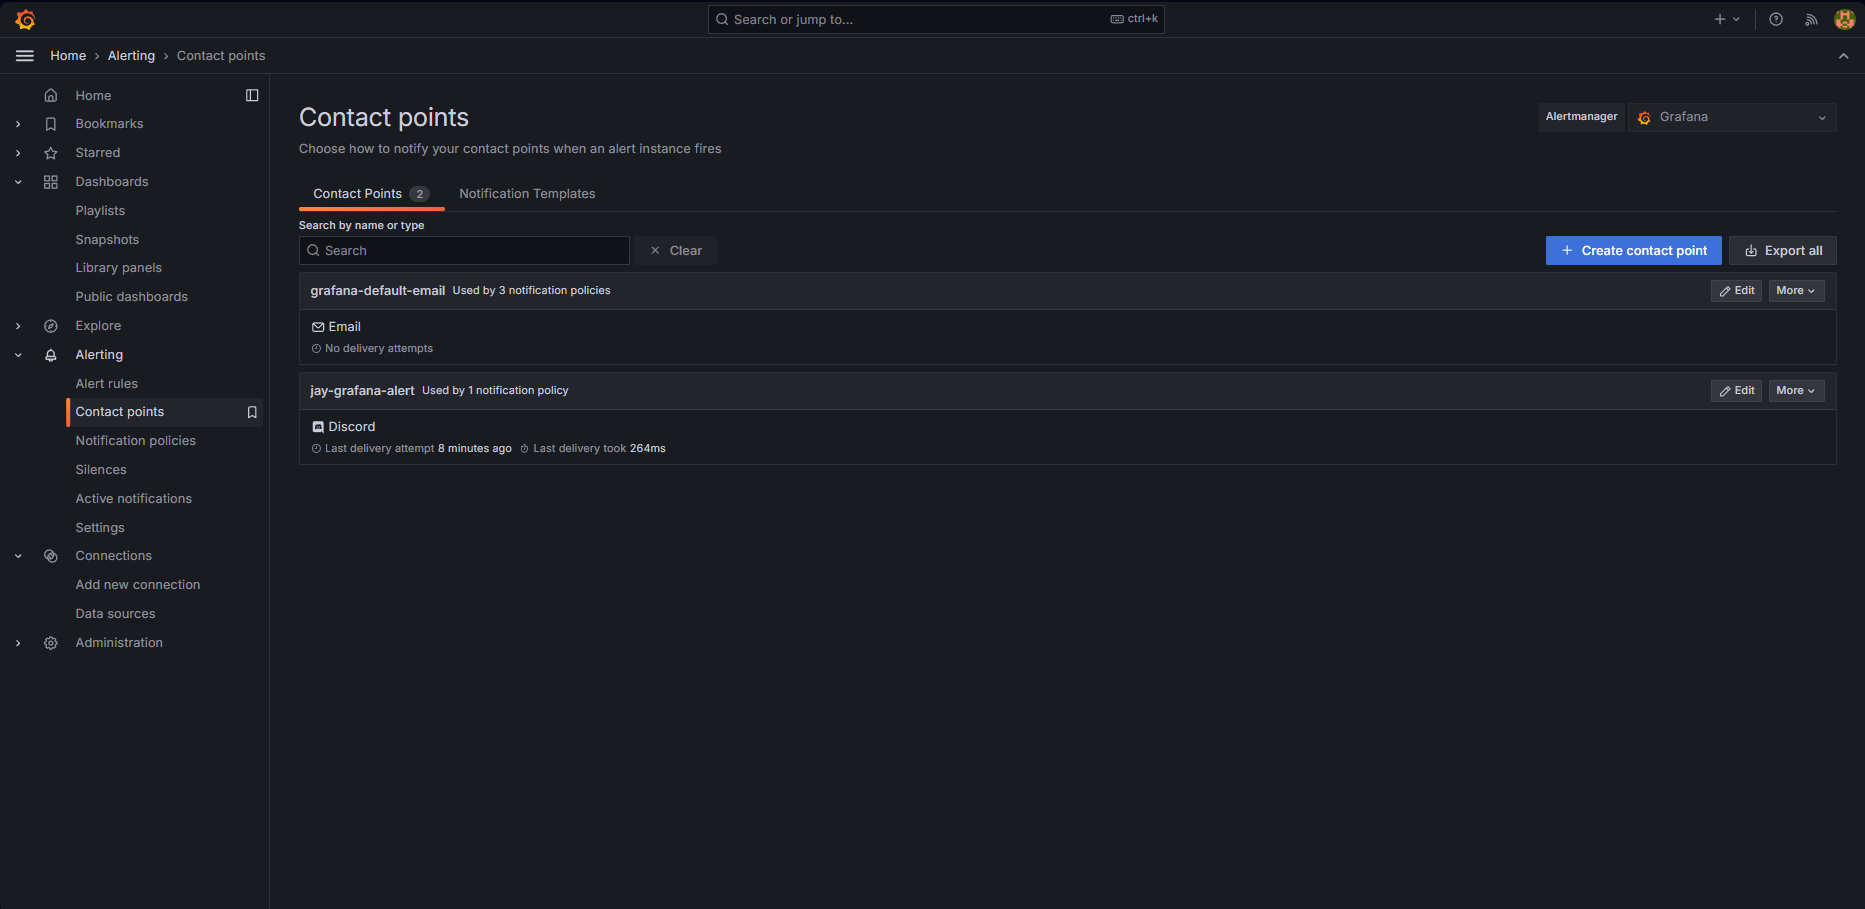 Search or jump to...
ctrl+k
Home
Alerting
Contact points
Home
Bookmarks
Starred
Dashboards
Playlists
Snapshots
Library panels
Public dashboards
Explore
Alerting
Alert rules
Contact points
Notification policies
Silences
Active notifications
Settings
Connections
Add new connection
Data sources
Administration
Contact points
Choose how to notify your contact points when an alert instance fires
Alertmanager
Grafana
Contact Points 2
Notification Templates
Search by name or type
Search
Clear
Create contact point
Export all
grafana-default-email Used by 3 notification policies
Edit
More
Email
No delivery attempts
jay-grafana-alert Used by 1 notification policy
Edit
More
Discord
Last delivery attempt 8 minutes ago Last delivery took 264ms